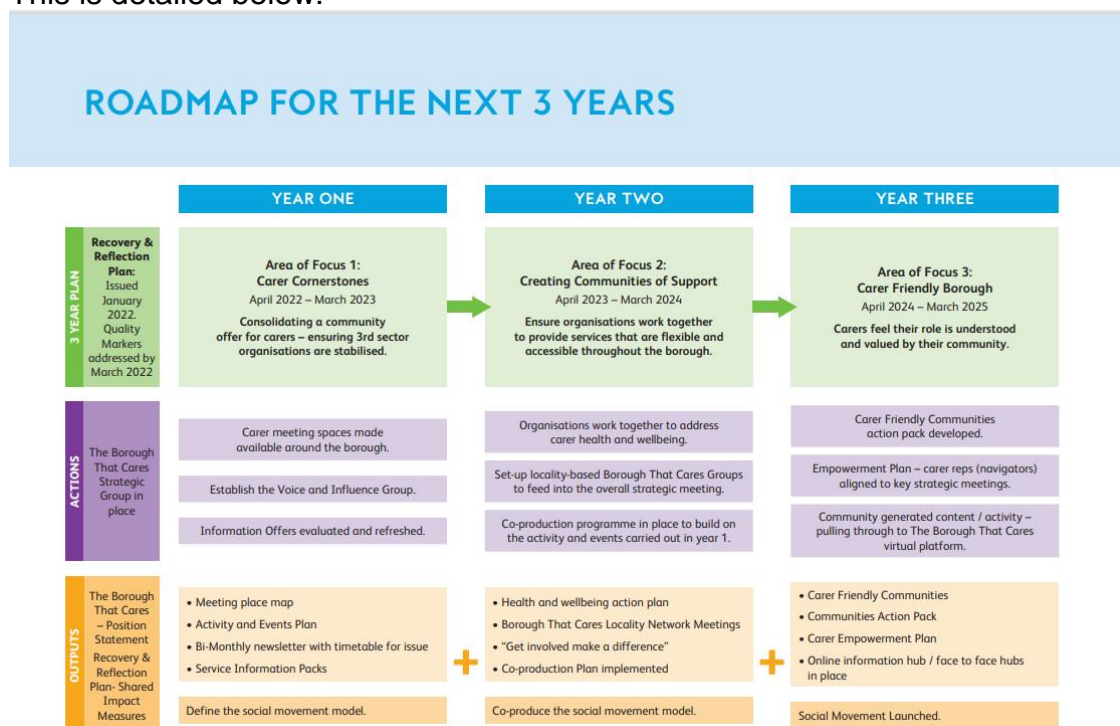 This is detailed below.
ROADMAP FOR THE NEXT 3 YEARS
YEAR ONE
YEAR TWO
YEAR THREE
3 YEAR PLAN
Recovery &
Reflection
Plan:
Issued
January
2022.
Quality
Markers
addressed by
March 2022
Area of Focus 1:
Carer Cornerstones
April 2022 – March 2023
Consolidating a community
offer for carers – ensuring 3rd sector
organisations are stabilised.
Area of Focus 2:
Creating Communities of Support
April 2023 – March 2024
Ensure organisations work together
to provide services that are flexible and
accessible throughout the borough.
Area of Focus 3:
Carer Friendly Borough
April 2024 – March 2025
Carers feel their role is understood
and valued by their community.
ACTIONS
The Borough
That Cares
Strategic
Group in
place
Carer meeting spaces made
available around the borough.
Establish the Voice and Influence Group.
Information Offers evaluated and refreshed.
Organisations work together to address
carer health and wellbeing.
Set-up locality-based Borough That Cares Groups
to feed into the overall strategic meeting.
Co-production programme in place to build on
the activity and events carried out in year 1.
Carer Friendly Communities
action pack developed.
Empowerment Plan – carer reps (navigators)
aligned to key strategic meetings.
Community generated content / activity –
pulling through to The Borough That Cares
virtual platform.
OUTPUTS
The Borough
That Cares
– Position
Statement
Recovery &
Reflection
Plan- Shared
Impact
Measures
• Meeting place map
• Activity and Events Plan
• Bi-Monthly newsletter with timetable for issue
• Service Information Packs
Define the social movement model.
+
• Health and wellbeing action plan
• Borough That Cares Locality Network Meetings
• "Get involved make a difference"
• Co-production Plan implemented
Co-produce the social movement model.
+
• Carer Friendly Communities
• Communities Action Pack
• Carer Empowerment Plan
• Online information hub / face to face hubs
in place
Social Movement Launched.